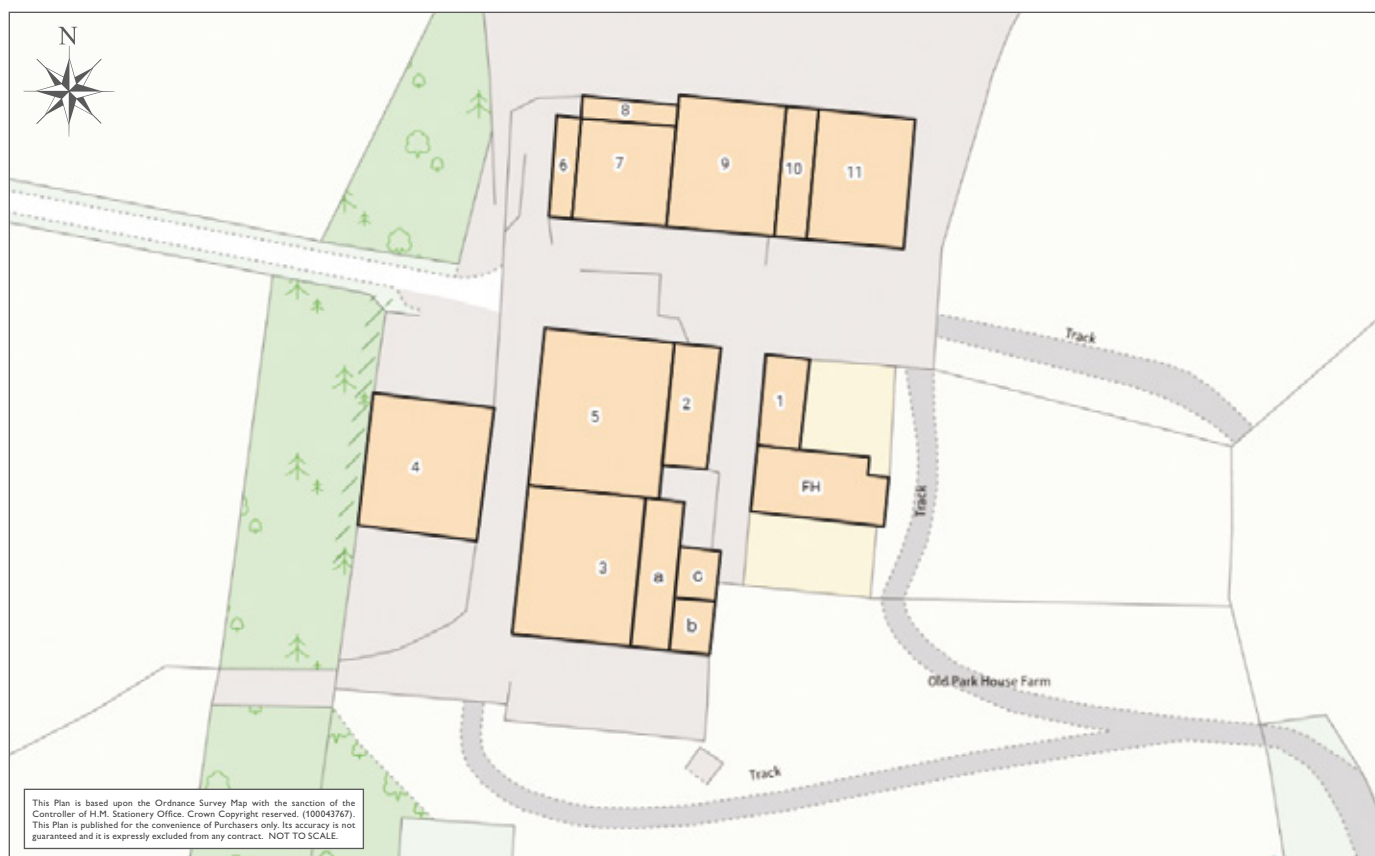 N
8
6
7
9
10
11
Track
5
2
1
4
FH
Track
3
a
c
b
Old Park House Farm
Track
This Plan is based upon the Ordnance Survey Map with the sanction of the
Controller of H.M. Stationery Office. Crown Copyright reserved. (100043767).
This Plan is published for the convenience of Purchasers only. Its accuracy is not
guaranteed and it is expressly excluded from any contract. NOT TO SCALE.